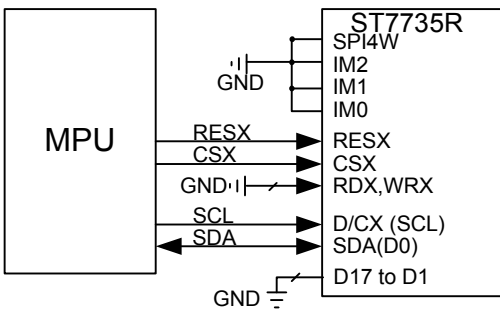 ST7735R
SPI4W
IM2
GND
IM1
IM0
MPU
RESX RESX
CSX CSX
GND RDX,WRX
SCL D/CX (SCL)
SDA SDA(D0)
D17 to D1
GND